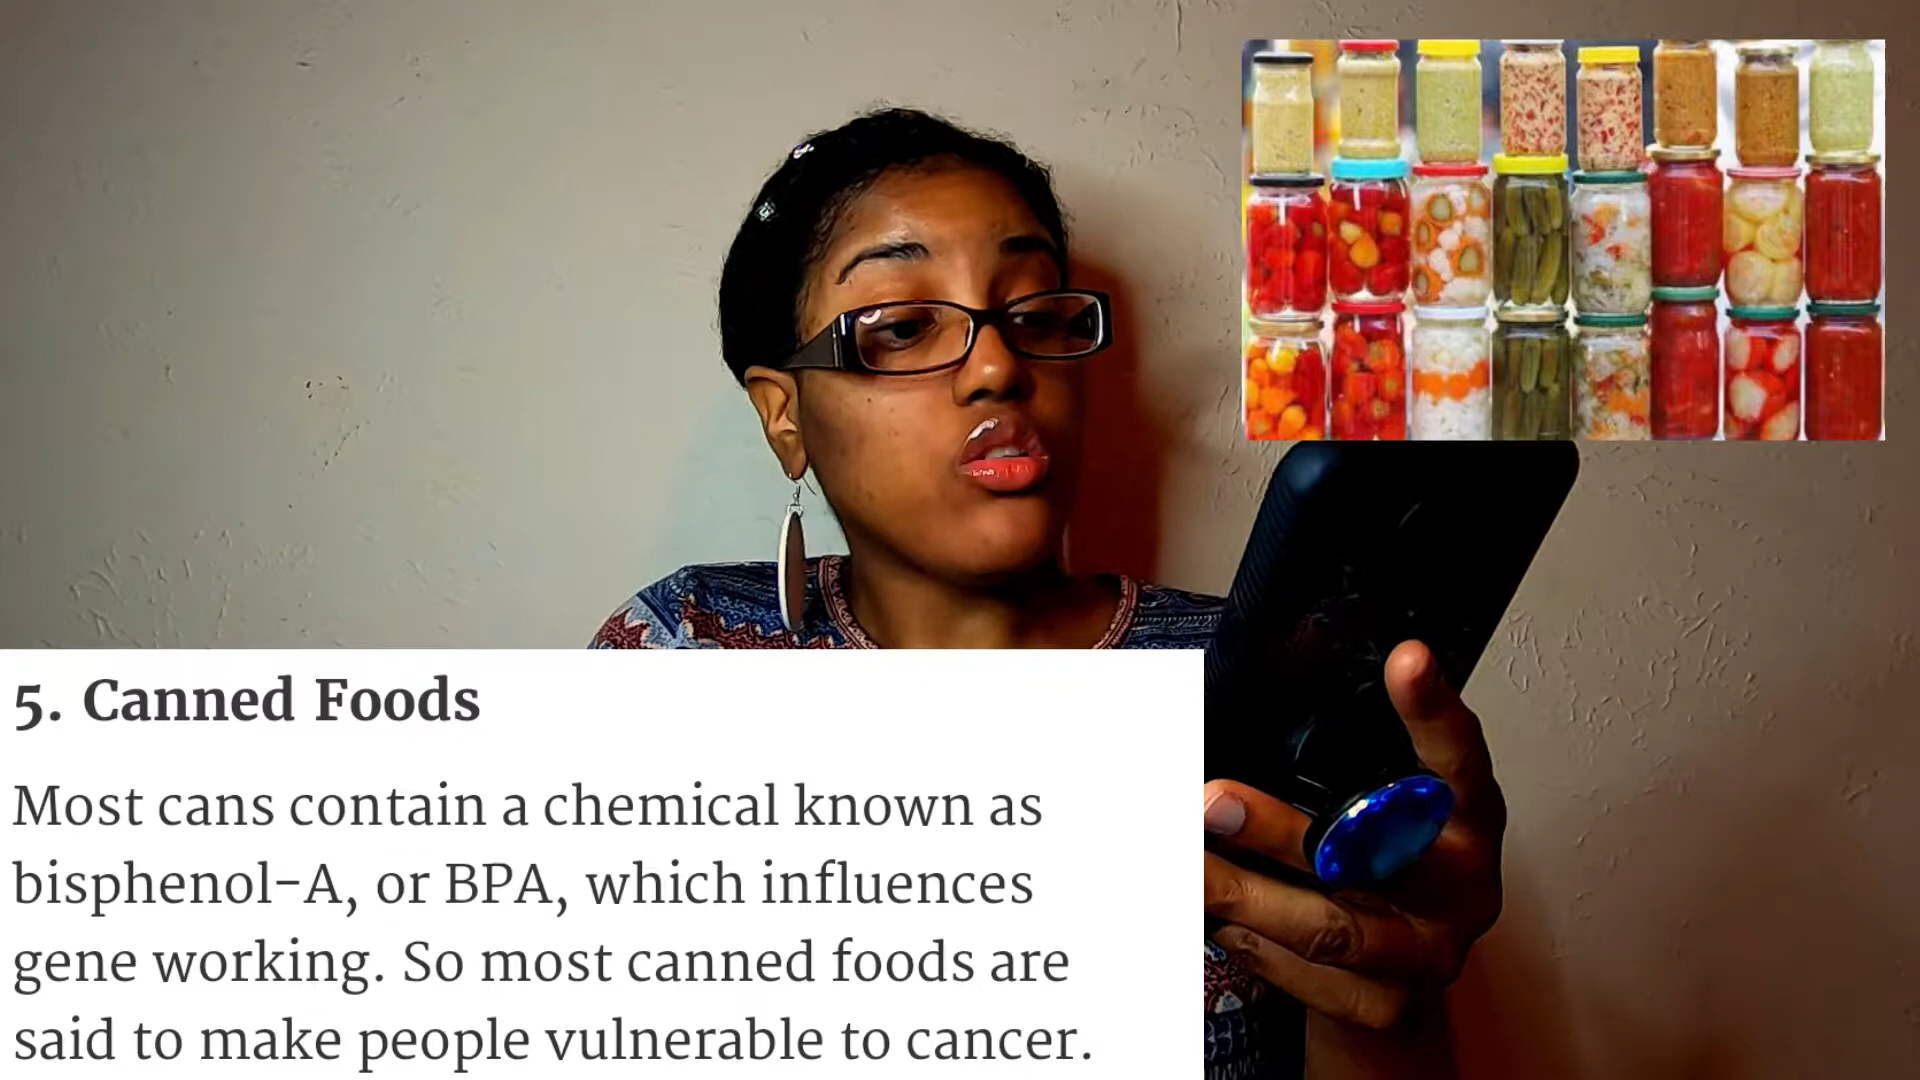 5. Canned Foods
Most cans contain a chemical known as
bisphenol-A, or BPA, which influences
gene working. So most canned foods are
said to make people vulnerable to cancer.